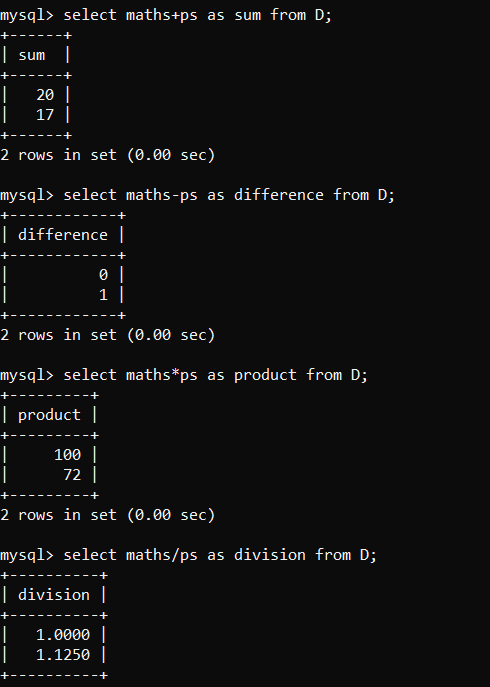 mysql> select maths+ps as sum from D;
+------+
| sum  |
+------+
|   20 |
|   17 |
+------+
2 rows in set (0.00 sec)

mysql> select maths-ps as difference from D;
+------------+
| difference |
+------------+
|          0 |
|          1 |
+------------+
2 rows in set (0.00 sec)

mysql> select maths*ps as product from D;
+---------+
| product |
+---------+
|     100 |
|      72 |
+---------+
2 rows in set (0.00 sec)

mysql> select maths/ps as division from D;
+----------+
| division |
+----------+
|   1.0000 |
|   1.1250 |
+----------+